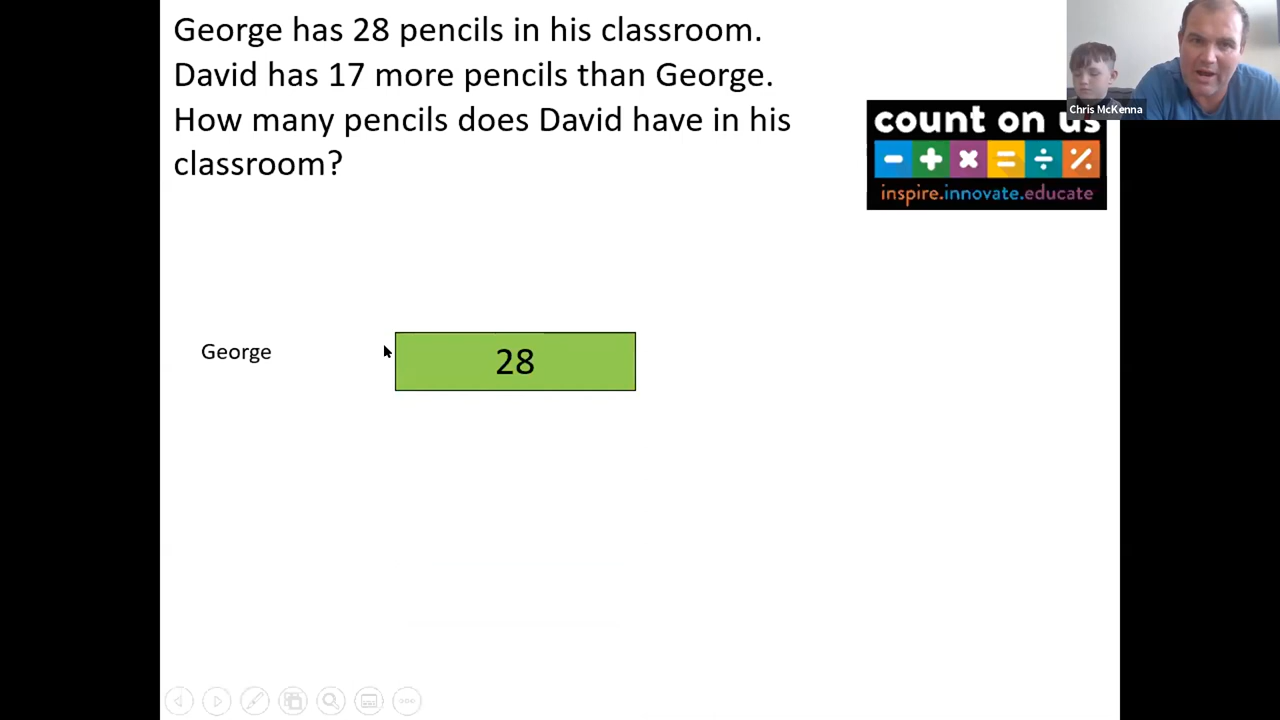 George has 28 pencils in his classroom.
David has 17 more pencils than George.
How many pencils does David have in his
classroom?
Chris McKenna
count on us
- + × = ÷ %
inspire.innovate.educate
George
28